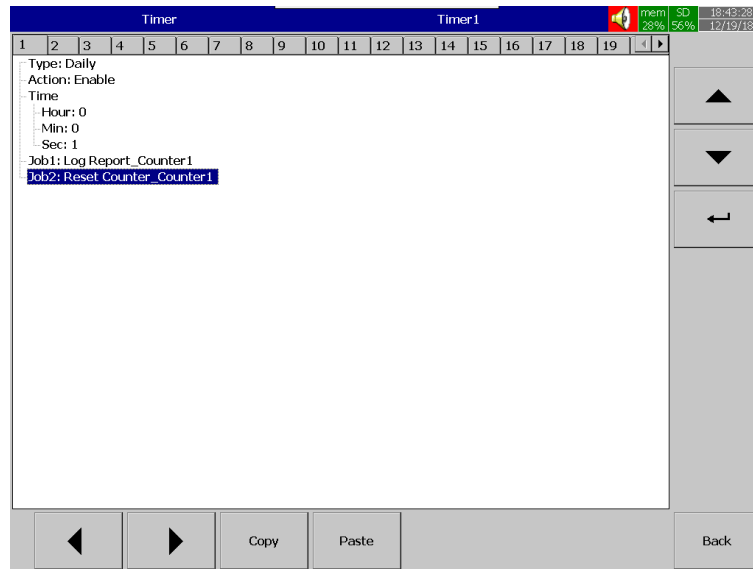 Timer Timer1 mem 28% SD 56% 18:43:28 12/19/18
1 2 3 4 5 6 7 8 9 10 11 12 13 14 15 16 17 18 19
Type: Daily
Action: Enable
Time
Hour: 0
Min: 0
Sec: 1
Job1: Log Report_Counter1
Job2: Reset Counter_Counter1
Copy Paste Back